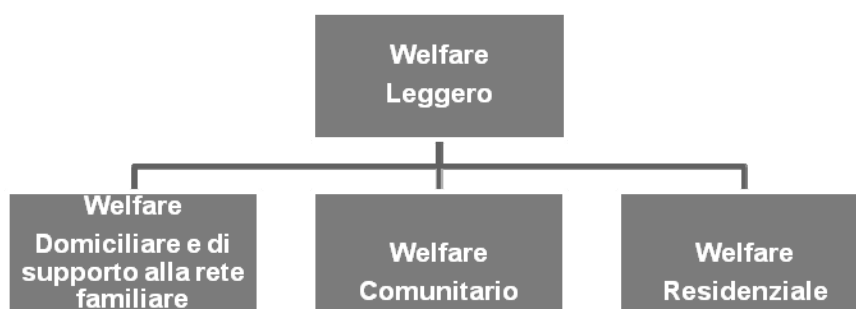 Welfare
Leggero
Welfare
Domiciliare e di
supporto alla rete
familiare
Welfare
Comunitario
Welfare
Residenziale